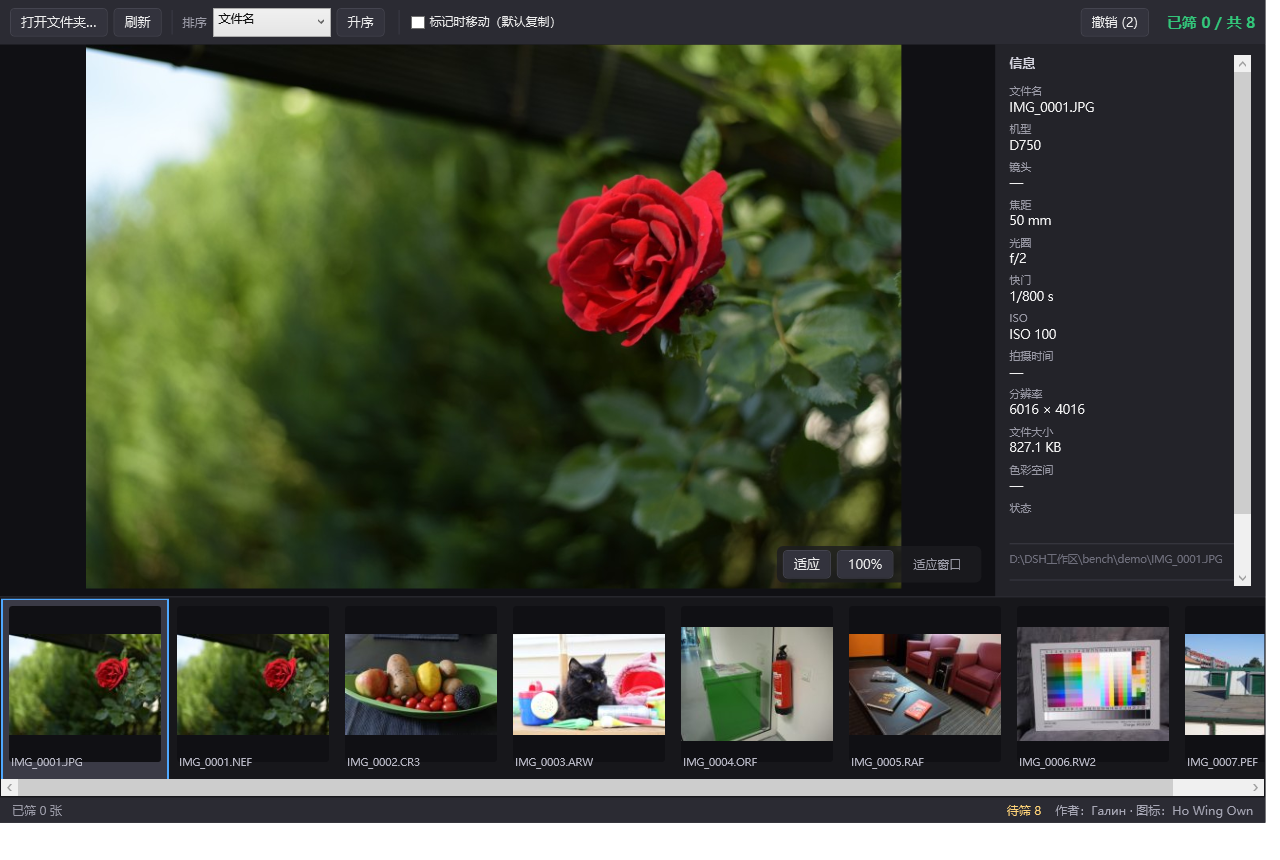 打开文件夹... 刷新 排序 文件名 升序 标记时移动（默认复制） 撤销 (2) 已筛 0 / 共 8
信息
文件名
IMG_0001.JPG
机型
D750
镜头
—
焦距
50 mm
光圈
f/2
快门
1/800 s
ISO
ISO 100
拍摄时间
—
分辨率
6016 × 4016
文件大小
827.1 KB
色彩空间
—
状态
D:\DSH工作区\bench\demo\IMG_0001.JPG
适应 100% 适应窗口
IMG_0001.JPG IMG_0001.NEF IMG_0002.CR3 IMG_0003.ARW IMG_0004.ORF IMG_0005.RAF IMG_0006.RW2 IMG_0007.PEF
已筛 0 张 待筛 8 作者：Галин · 图标：Ho Wing Own